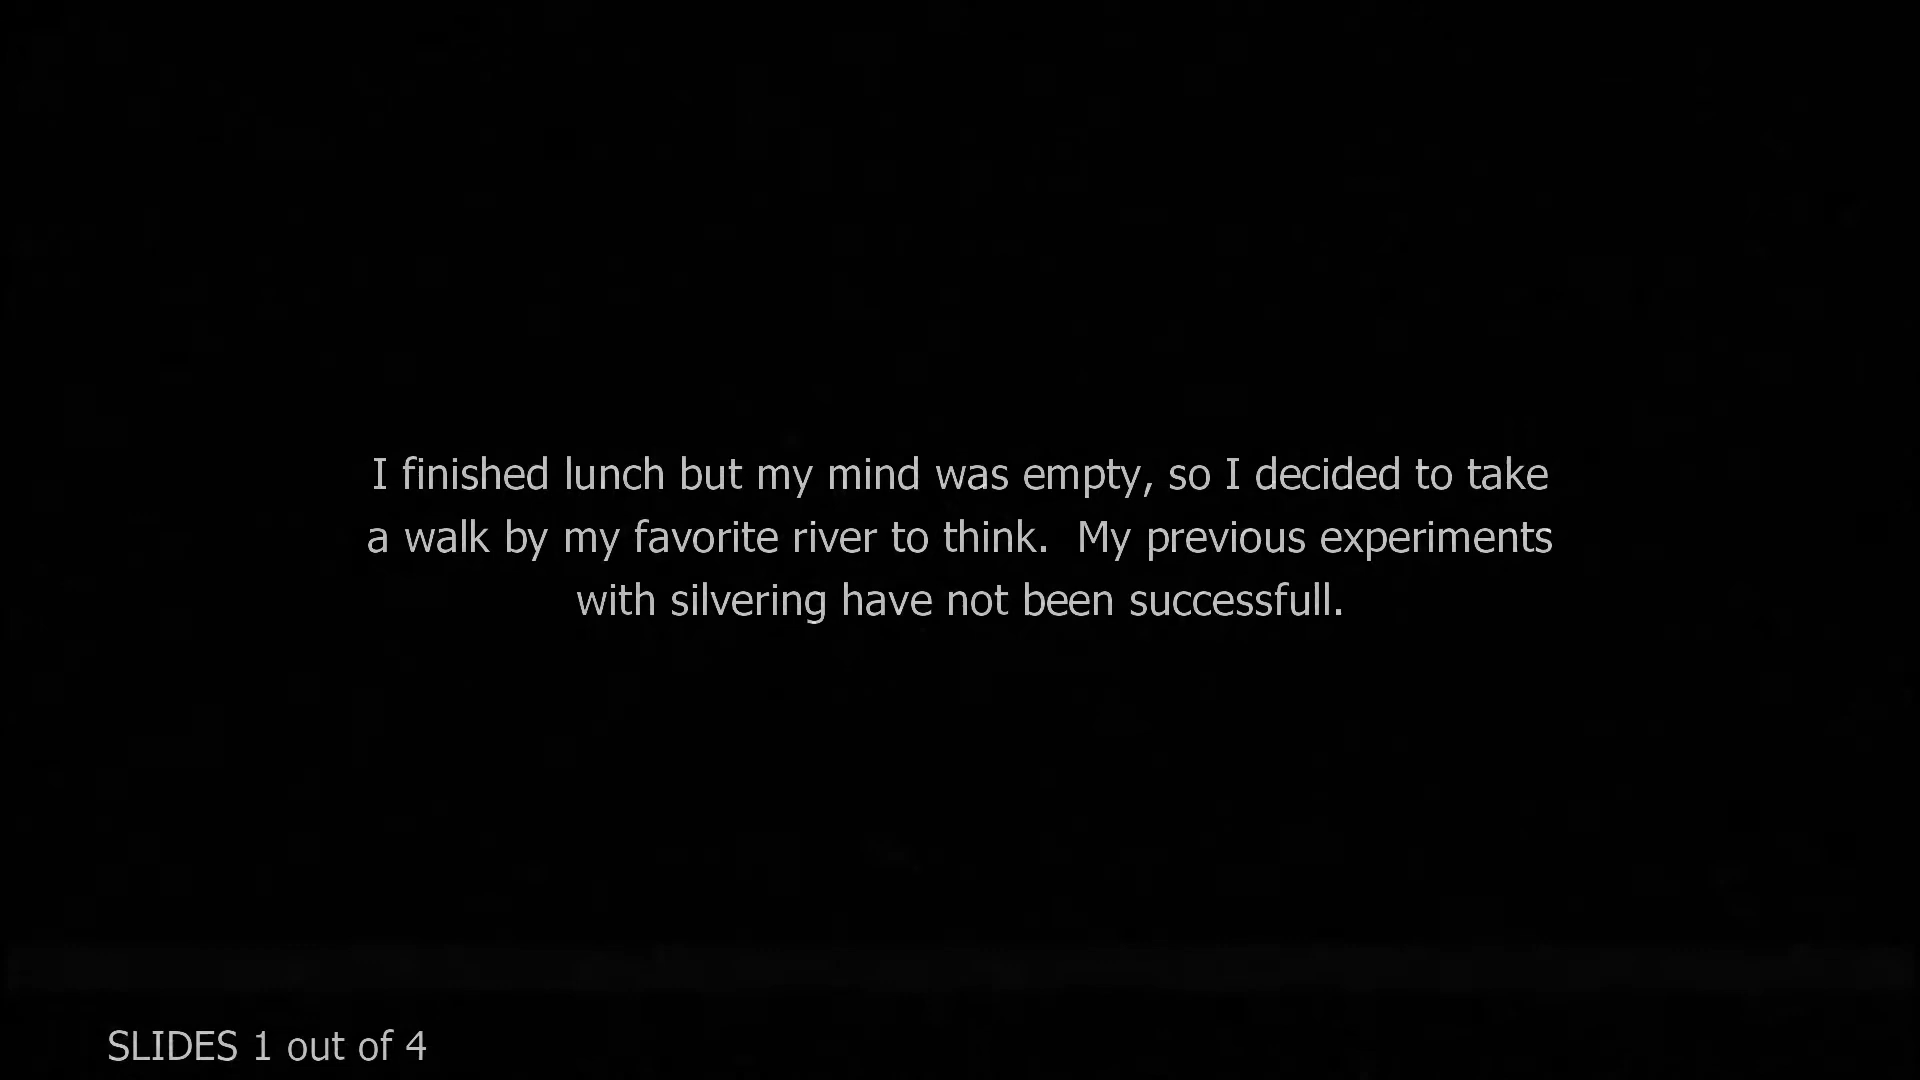 I finished lunch but my mind was empty, so I decided to take
a walk by my favorite river to think.  My previous experiments
with silvering have not been successfull.
SLIDES 1 out of 4